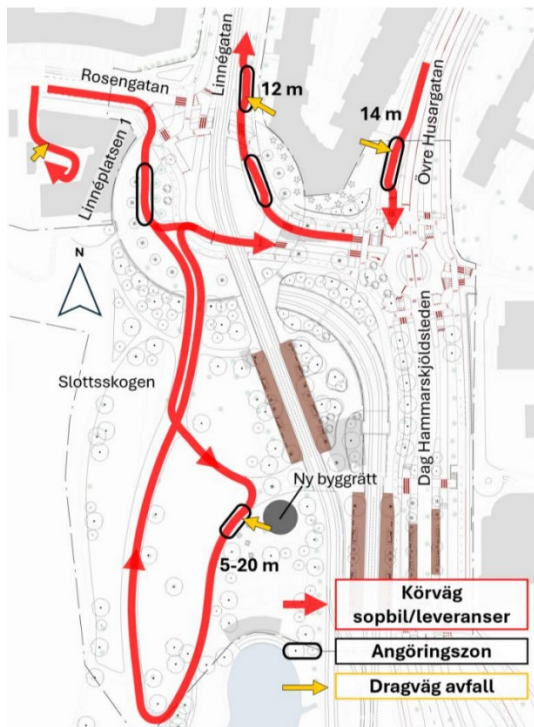 Rosengatan
Linnégatan
12 m
14 m
Övre Husargatan
Linnéplatsen 1
N
Slottsskogen
Dag Hammarskjöldsleden
Ny byggrätt
5-20 m
Körväg
sopbil/leveranser
Angöringszon
Dragväg avfall